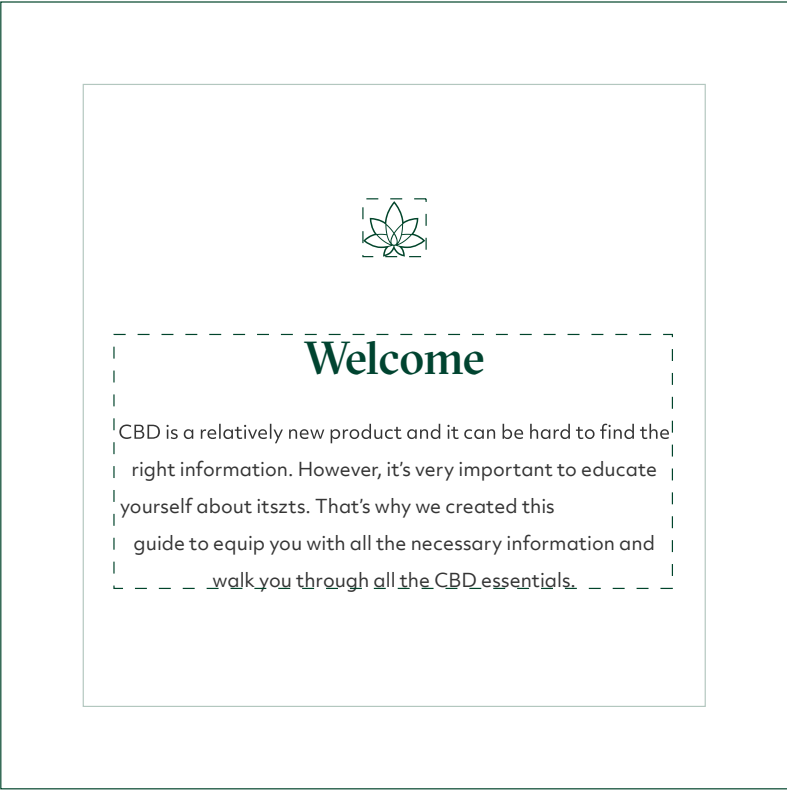 Welcome
CBD is a relatively new product and it can be hard to find the
right information. However, it’s very important to educate
yourself about itszts. That’s why we created this
guide to equip you with all the necessary information and
walk you through all the CBD essentials.